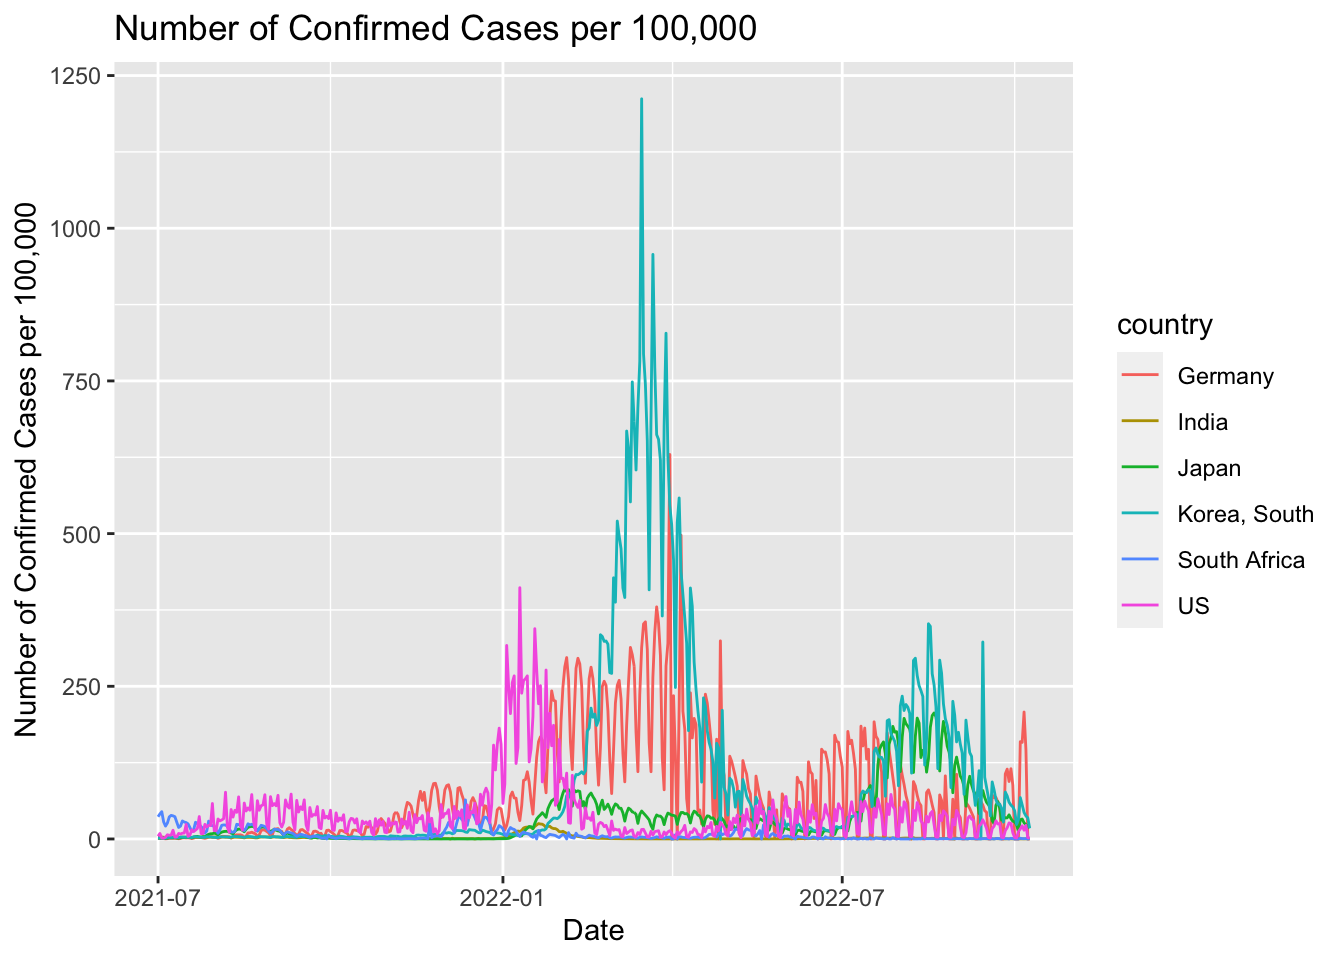 Number of Confirmed Cases per 100,000
Number of Confirmed Cases per 100,000
1250
1000
750
500
250
0
2021-07
2022-01
2022-07
Date
country
Germany
India
Japan
Korea, South
South Africa
US